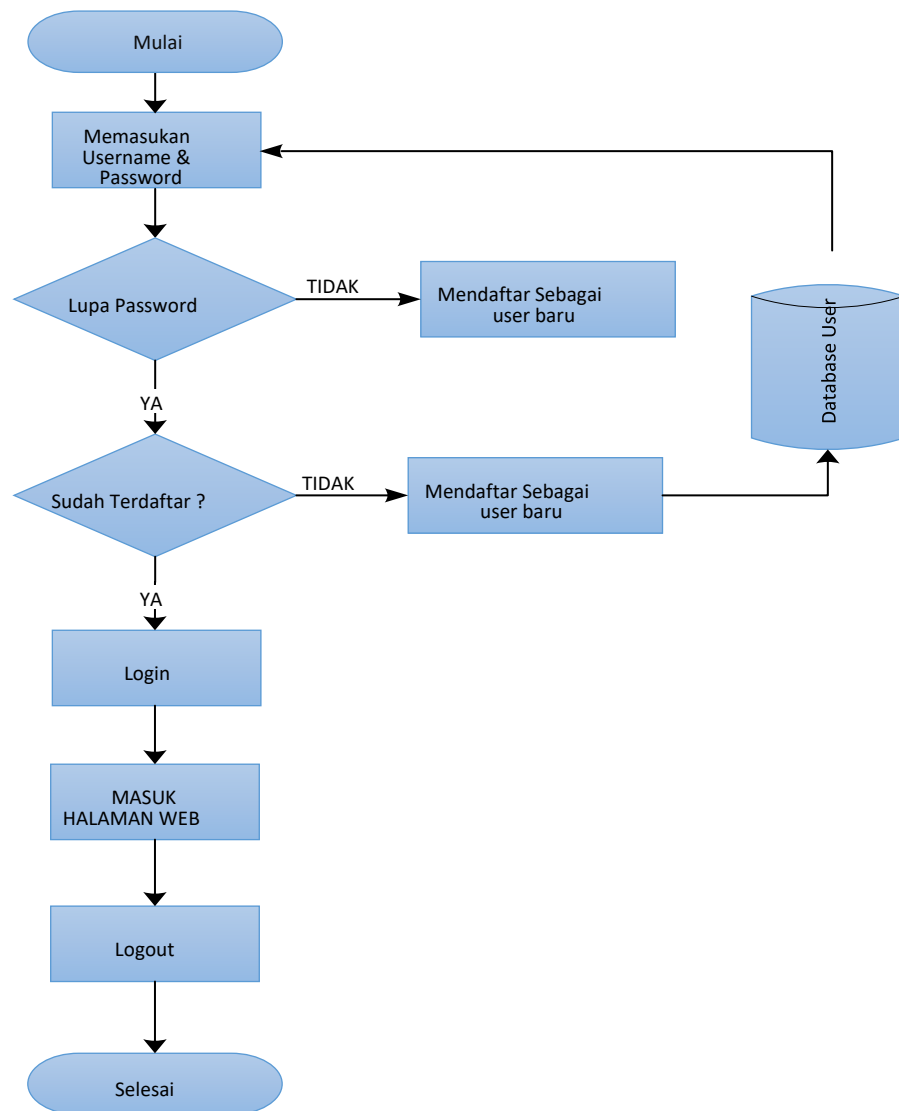 Mulai
Memasukan
Username &
Password
Lupa Password
TIDAK
Mendaftar Sebagai
user baru
Database User
YA
Sudah Terdaftar ?
TIDAK
Mendaftar Sebagai
user baru
YA
Login
MASUK
HALAMAN WEB
Logout
Selesai